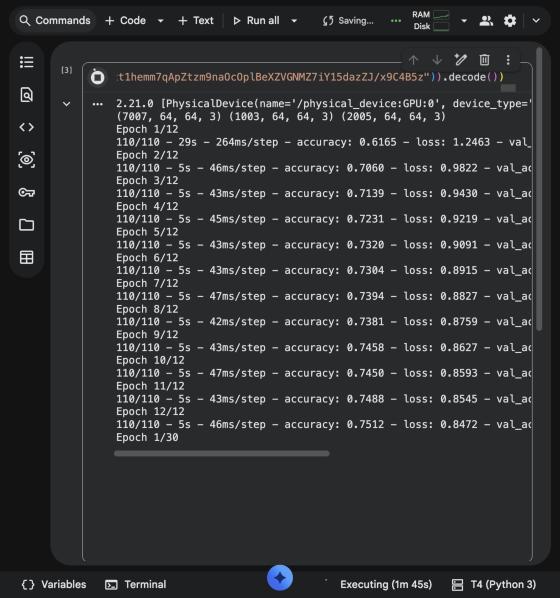 Commands + Code + Text Run all Saving... RAM Disk
[3] :t1hemm7qApZtzm9naOcOplBeXZVGNMZ7iY15dazZJ/x9C4B5z")).decode())
2.21.0 [PhysicalDevice(name='/physical_device:GPU:0', device_type='
(7007, 64, 64, 3) (1003, 64, 64, 3) (2005, 64, 64, 3)
Epoch 1/12
110/110 - 29s - 264ms/step - accuracy: 0.6165 - loss: 1.2463 - val_
Epoch 2/12
110/110 - 5s - 46ms/step - accuracy: 0.7060 - loss: 0.9822 - val_ac
Epoch 3/12
110/110 - 5s - 43ms/step - accuracy: 0.7139 - loss: 0.9430 - val_ac
Epoch 4/12
110/110 - 5s - 45ms/step - accuracy: 0.7231 - loss: 0.9219 - val_ac
Epoch 5/12
110/110 - 5s - 43ms/step - accuracy: 0.7320 - loss: 0.9091 - val_ac
Epoch 6/12
110/110 - 5s - 43ms/step - accuracy: 0.7304 - loss: 0.8915 - val_ac
Epoch 7/12
110/110 - 5s - 47ms/step - accuracy: 0.7394 - loss: 0.8827 - val_ac
Epoch 8/12
110/110 - 5s - 42ms/step - accuracy: 0.7381 - loss: 0.8759 - val_ac
Epoch 9/12
110/110 - 5s - 43ms/step - accuracy: 0.7458 - loss: 0.8627 - val_ac
Epoch 10/12
110/110 - 5s - 47ms/step - accuracy: 0.7450 - loss: 0.8593 - val_ac
Epoch 11/12
110/110 - 5s - 43ms/step - accuracy: 0.7488 - loss: 0.8545 - val_ac
Epoch 12/12
110/110 - 5s - 46ms/step - accuracy: 0.7512 - loss: 0.8472 - val_ac
Epoch 1/30
Variables Terminal Executing (1m 45s) T4 (Python 3)